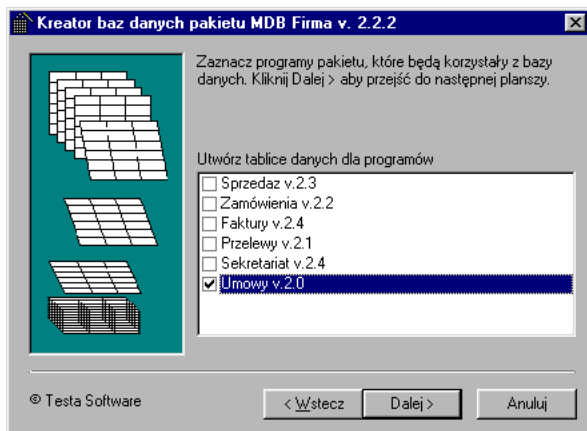 Kreator baz danych pakietu MDB Firma v. 2.2.2
Zaznacz programy pakietu, które będą korzystały z bazy
danych. Kliknij Dalej > aby przejść do następnej planszy.
Utwórz tablice danych dla programów
Sprzedaz v.2.3
Zamówienia v.2.2
Faktury v.2.4
Przelewy v.2.1
Sekretariat v.2.4
Umowy v.2.0
© Testa Software
< Wstecz
Dalej >
Anuluj